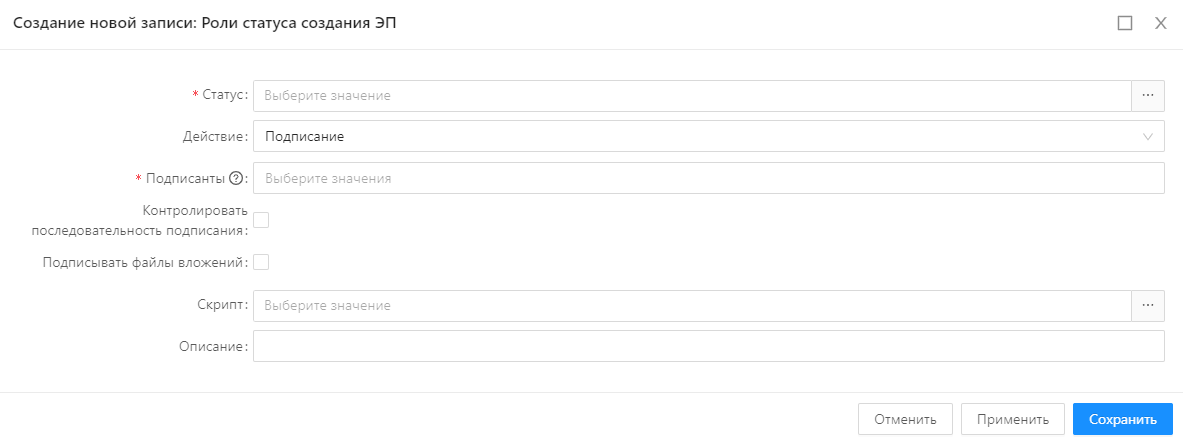 Создание новой записи: Роли статуса создания ЭП
* Статус: Выберите значение ...
Действие: Подписание
* Подписанты ?: Выберите значения
Контролировать
последовательность подписания:
Подписывать файлы вложений:
Скрипт: Выберите значение ...
Описание:
Отменить Применить Сохранить